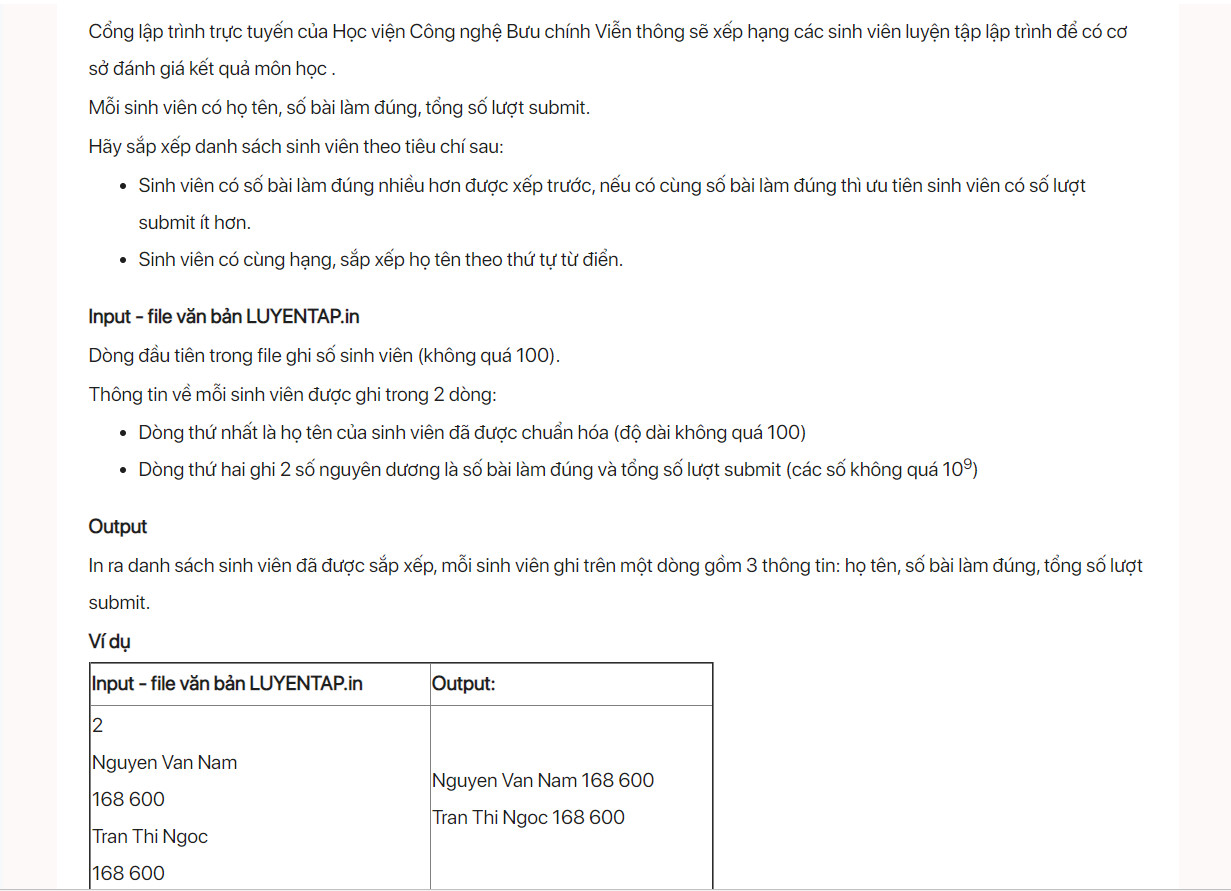 Cổng lập trình trực tuyến của Học viện Công nghệ Bưu chính Viễn thông sẽ xếp hạng các sinh viên luyện tập lập trình để có cơ
sở đánh giá kết quả môn học .
Mỗi sinh viên có họ tên, số bài làm đúng, tổng số lượt submit.
Hãy sắp xếp danh sách sinh viên theo tiêu chí sau:
• Sinh viên có số bài làm đúng nhiều hơn được xếp trước, nếu có cùng số bài làm đúng thì ưu tiên sinh viên có số lượt
submit ít hơn.
• Sinh viên có cùng hạng, sắp xếp họ tên theo thứ tự từ điển.
Input - file văn bản LUYENTAP.in
Dòng đầu tiên trong file ghi số sinh viên (không quá 100).
Thông tin về mỗi sinh viên được ghi trong 2 dòng:
• Dòng thứ nhất là họ tên của sinh viên đã được chuẩn hóa (độ dài không quá 100)
• Dòng thứ hai ghi 2 số nguyên dương là số bài làm đúng và tổng số lượt submit (các số không quá 10⁹)
Output
In ra danh sách sinh viên đã được sắp xếp, mỗi sinh viên ghi trên một dòng gồm 3 thông tin: họ tên, số bài làm đúng, tổng số lượt
submit.
Ví dụ
Input - file văn bản LUYENTAP.in
Output:
2
Nguyen Van Nam
168 600
Tran Thi Ngoc
168 600
Nguyen Van Nam 168 600
Tran Thi Ngoc 168 600